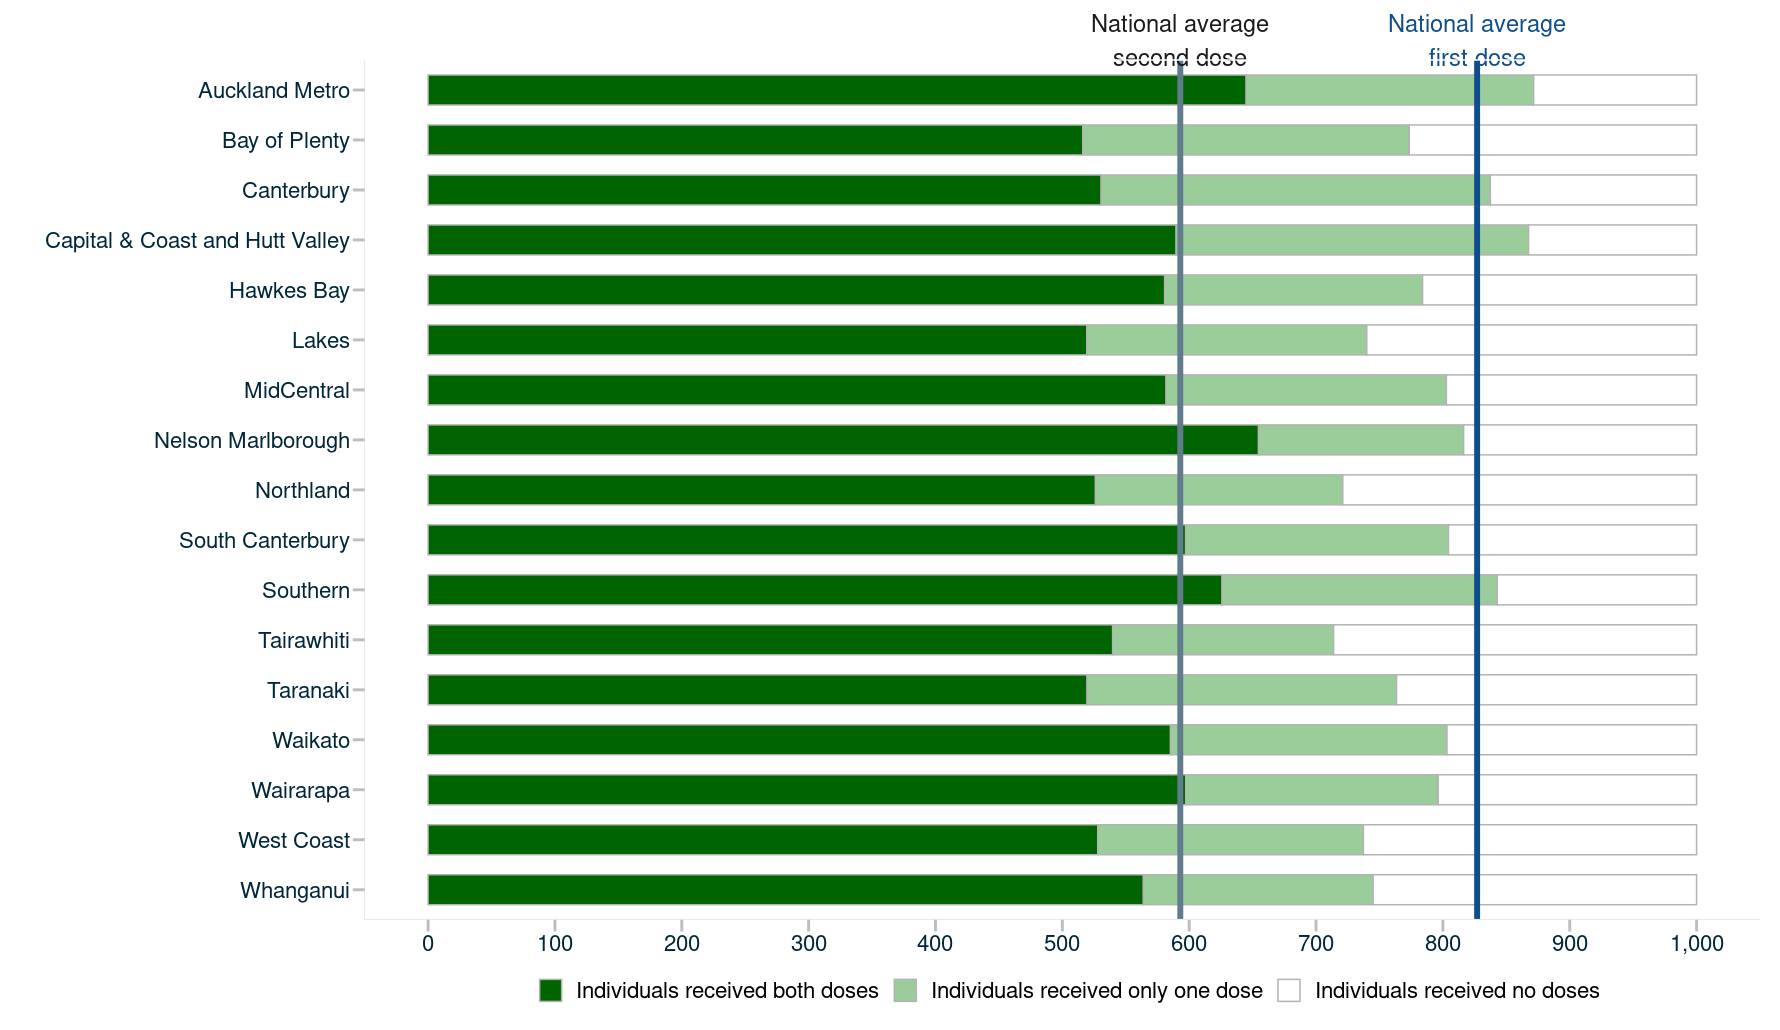 National average
second dose
National average
first dose
Auckland Metro
Bay of Plenty
Canterbury
Capital & Coast and Hutt Valley
Hawkes Bay
Lakes
MidCentral
Nelson Marlborough
Northland
South Canterbury
Southern
Tairawhiti
Taranaki
Waikato
Wairarapa
West Coast
Whanganui
0 100 200 300 400 500 600 700 800 900 1,000
Individuals received both doses Individuals received only one dose Individuals received no doses